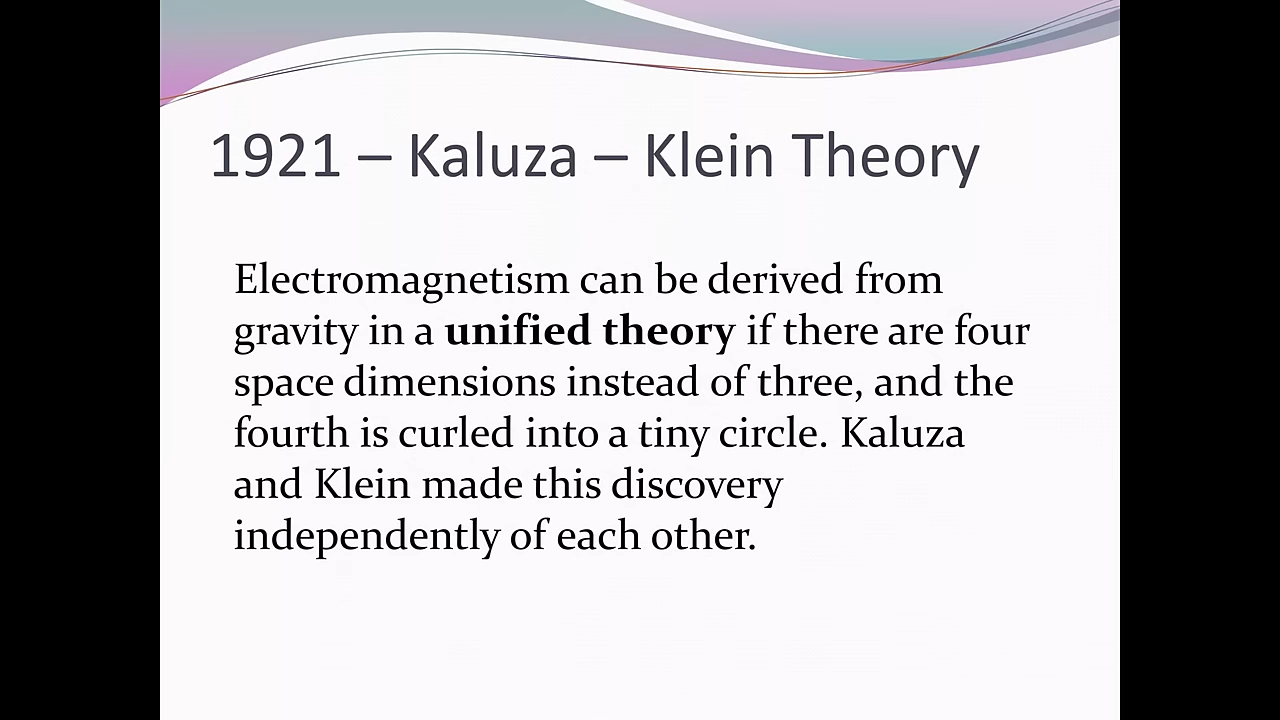 1921 – Kaluza – Klein Theory
Electromagnetism can be derived from
gravity in a unified theory if there are four
space dimensions instead of three, and the
fourth is curled into a tiny circle. Kaluza
and Klein made this discovery
independently of each other.